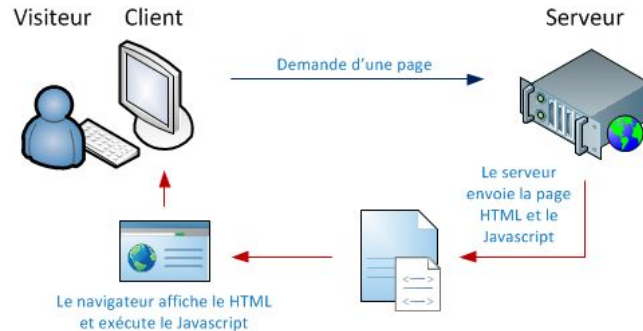 Visiteur
Client
Serveur
Demande d'une page
Le serveur
envoie la page
HTML et le
Javascript
Le navigateur affiche le HTML
et exécute le Javascript